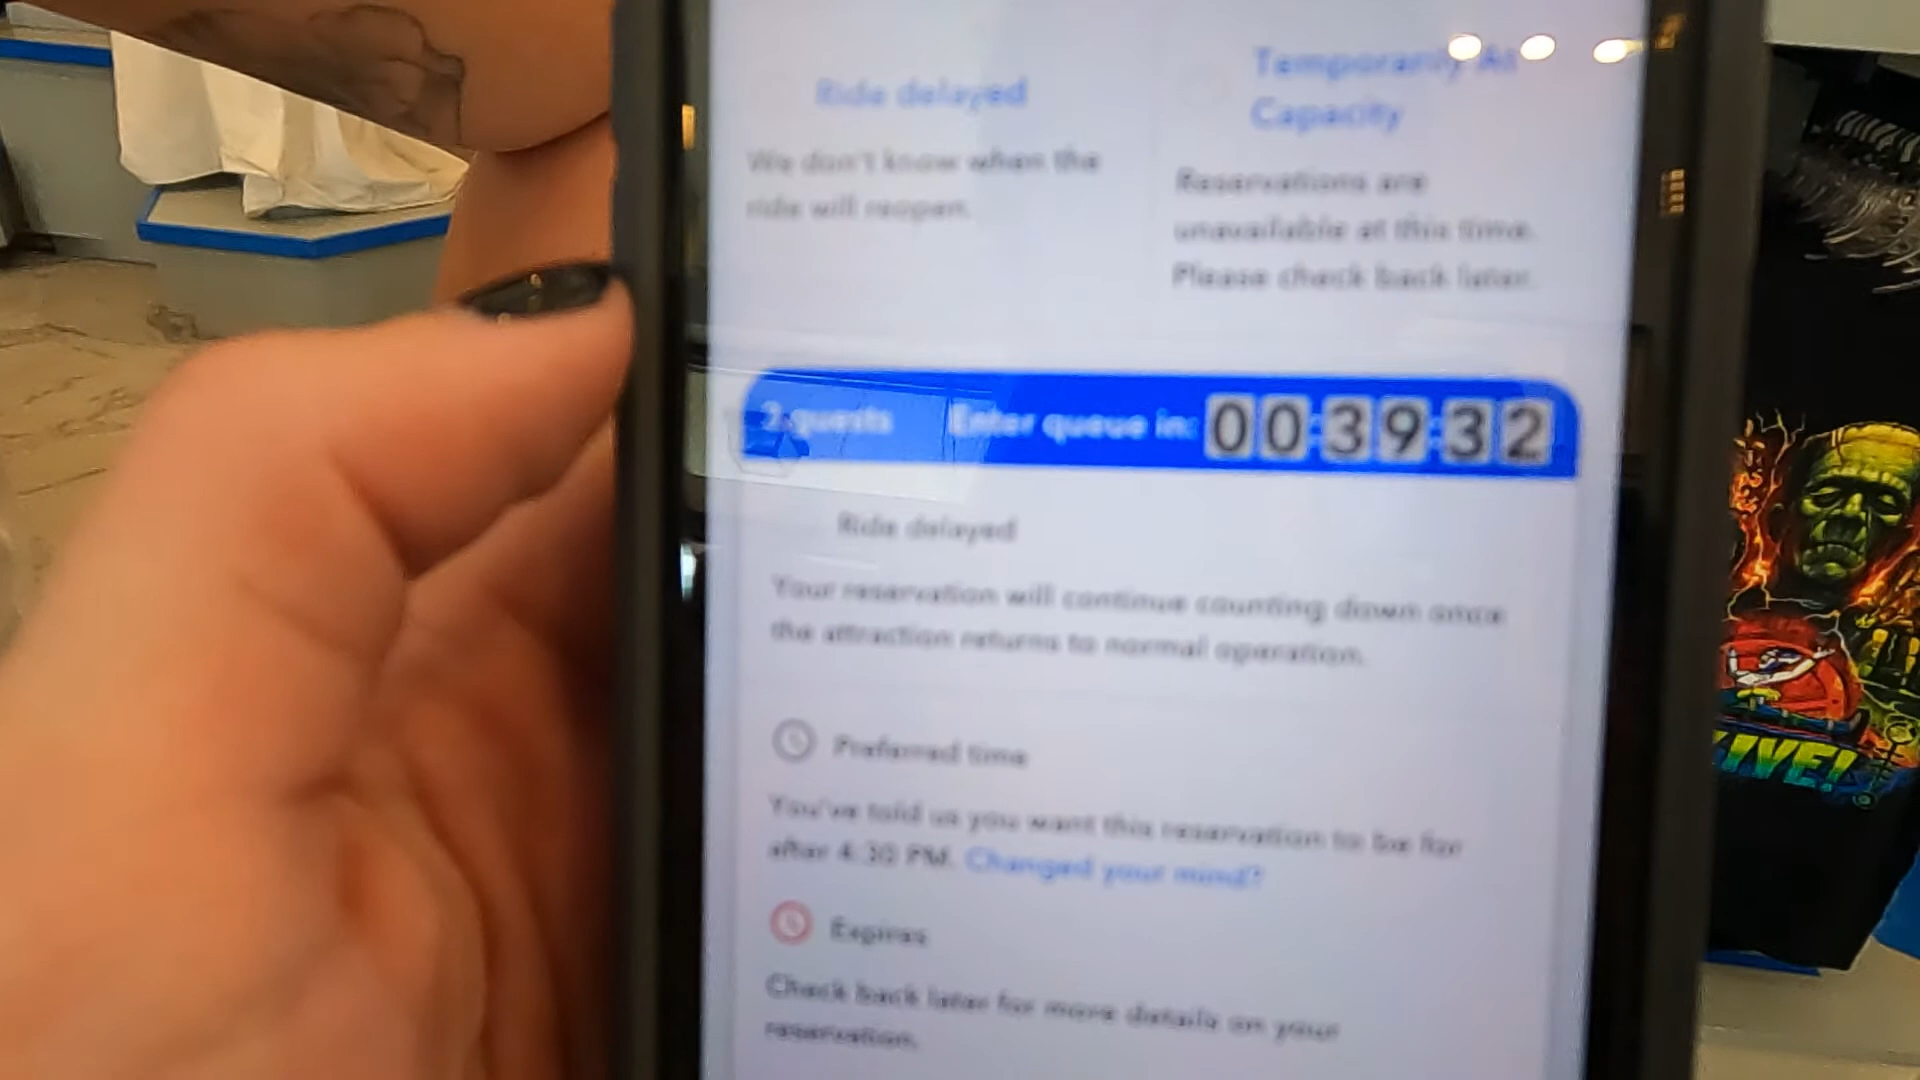 Ride delayed
We don't know when the
ride will reopen.
Temporarily At
Capacity
Reservations are
unavailable at this time.
Please check back later.
2 guests Enter queue in: 00:39:32
Ride delayed
Your reservation will continue counting down once
the attraction returns to normal operation.
Preferred time
You've told us you want this reservation to be for
after 4:30 PM. Changed your mind?
Expires
Check back later for more details on your
reservation.
IVE!